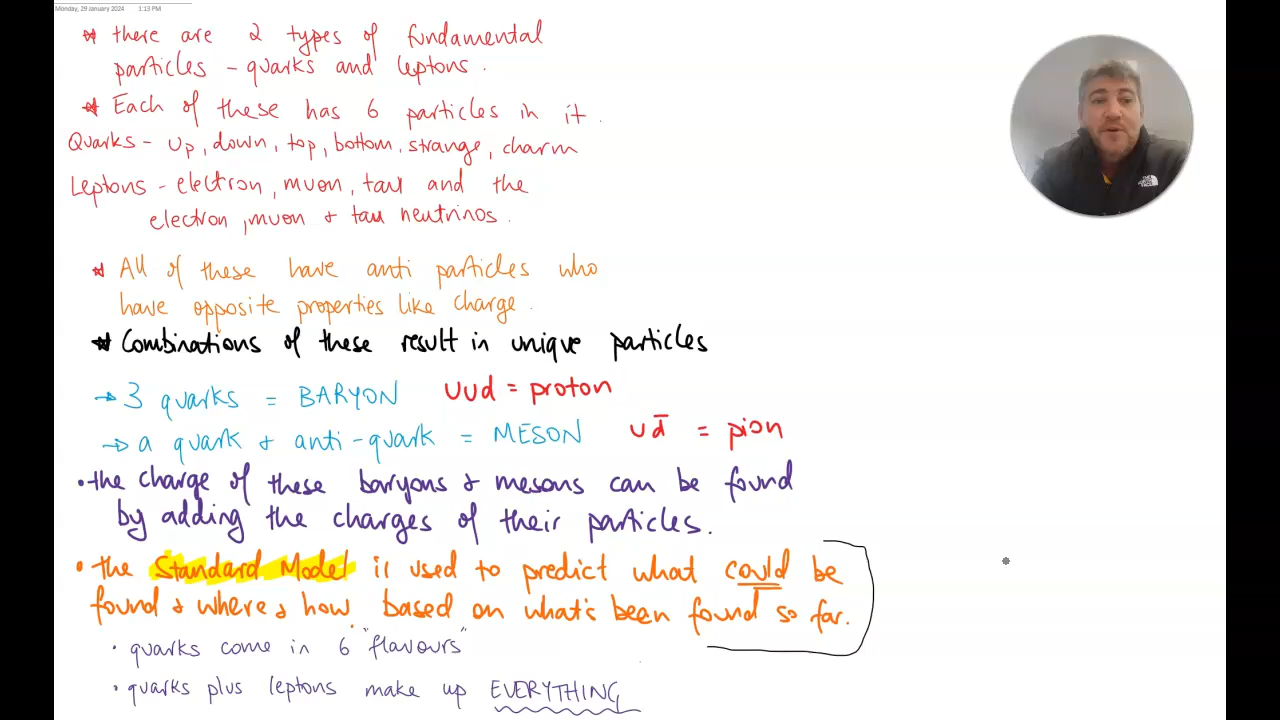 Monday, 29 January 2024 1:13 PM
* there are 2 types of fundamental
particles - quarks and leptons.
* Each of these has 6 particles in it.
Quarks - up, down, top, bottom, strange, charm
Leptons - electron, muon, tau and the
electron, muon & tau neutrinos.
* All of these have anti particles who
have opposite properties like charge.
* Combinations of these result in unique particles
→ 3 quarks = BARYON uud = proton
→ a quark & anti-quark = MESON ud̅ = pion
• the charge of these baryons & mesons can be found
by adding the charges of their particles.
• the Standard Model is used to predict what could be
found & where & how based on what's been found so far.
• quarks come in 6 "flavours"
• quarks plus leptons make up EVERYTHING
THE NORTH FACE